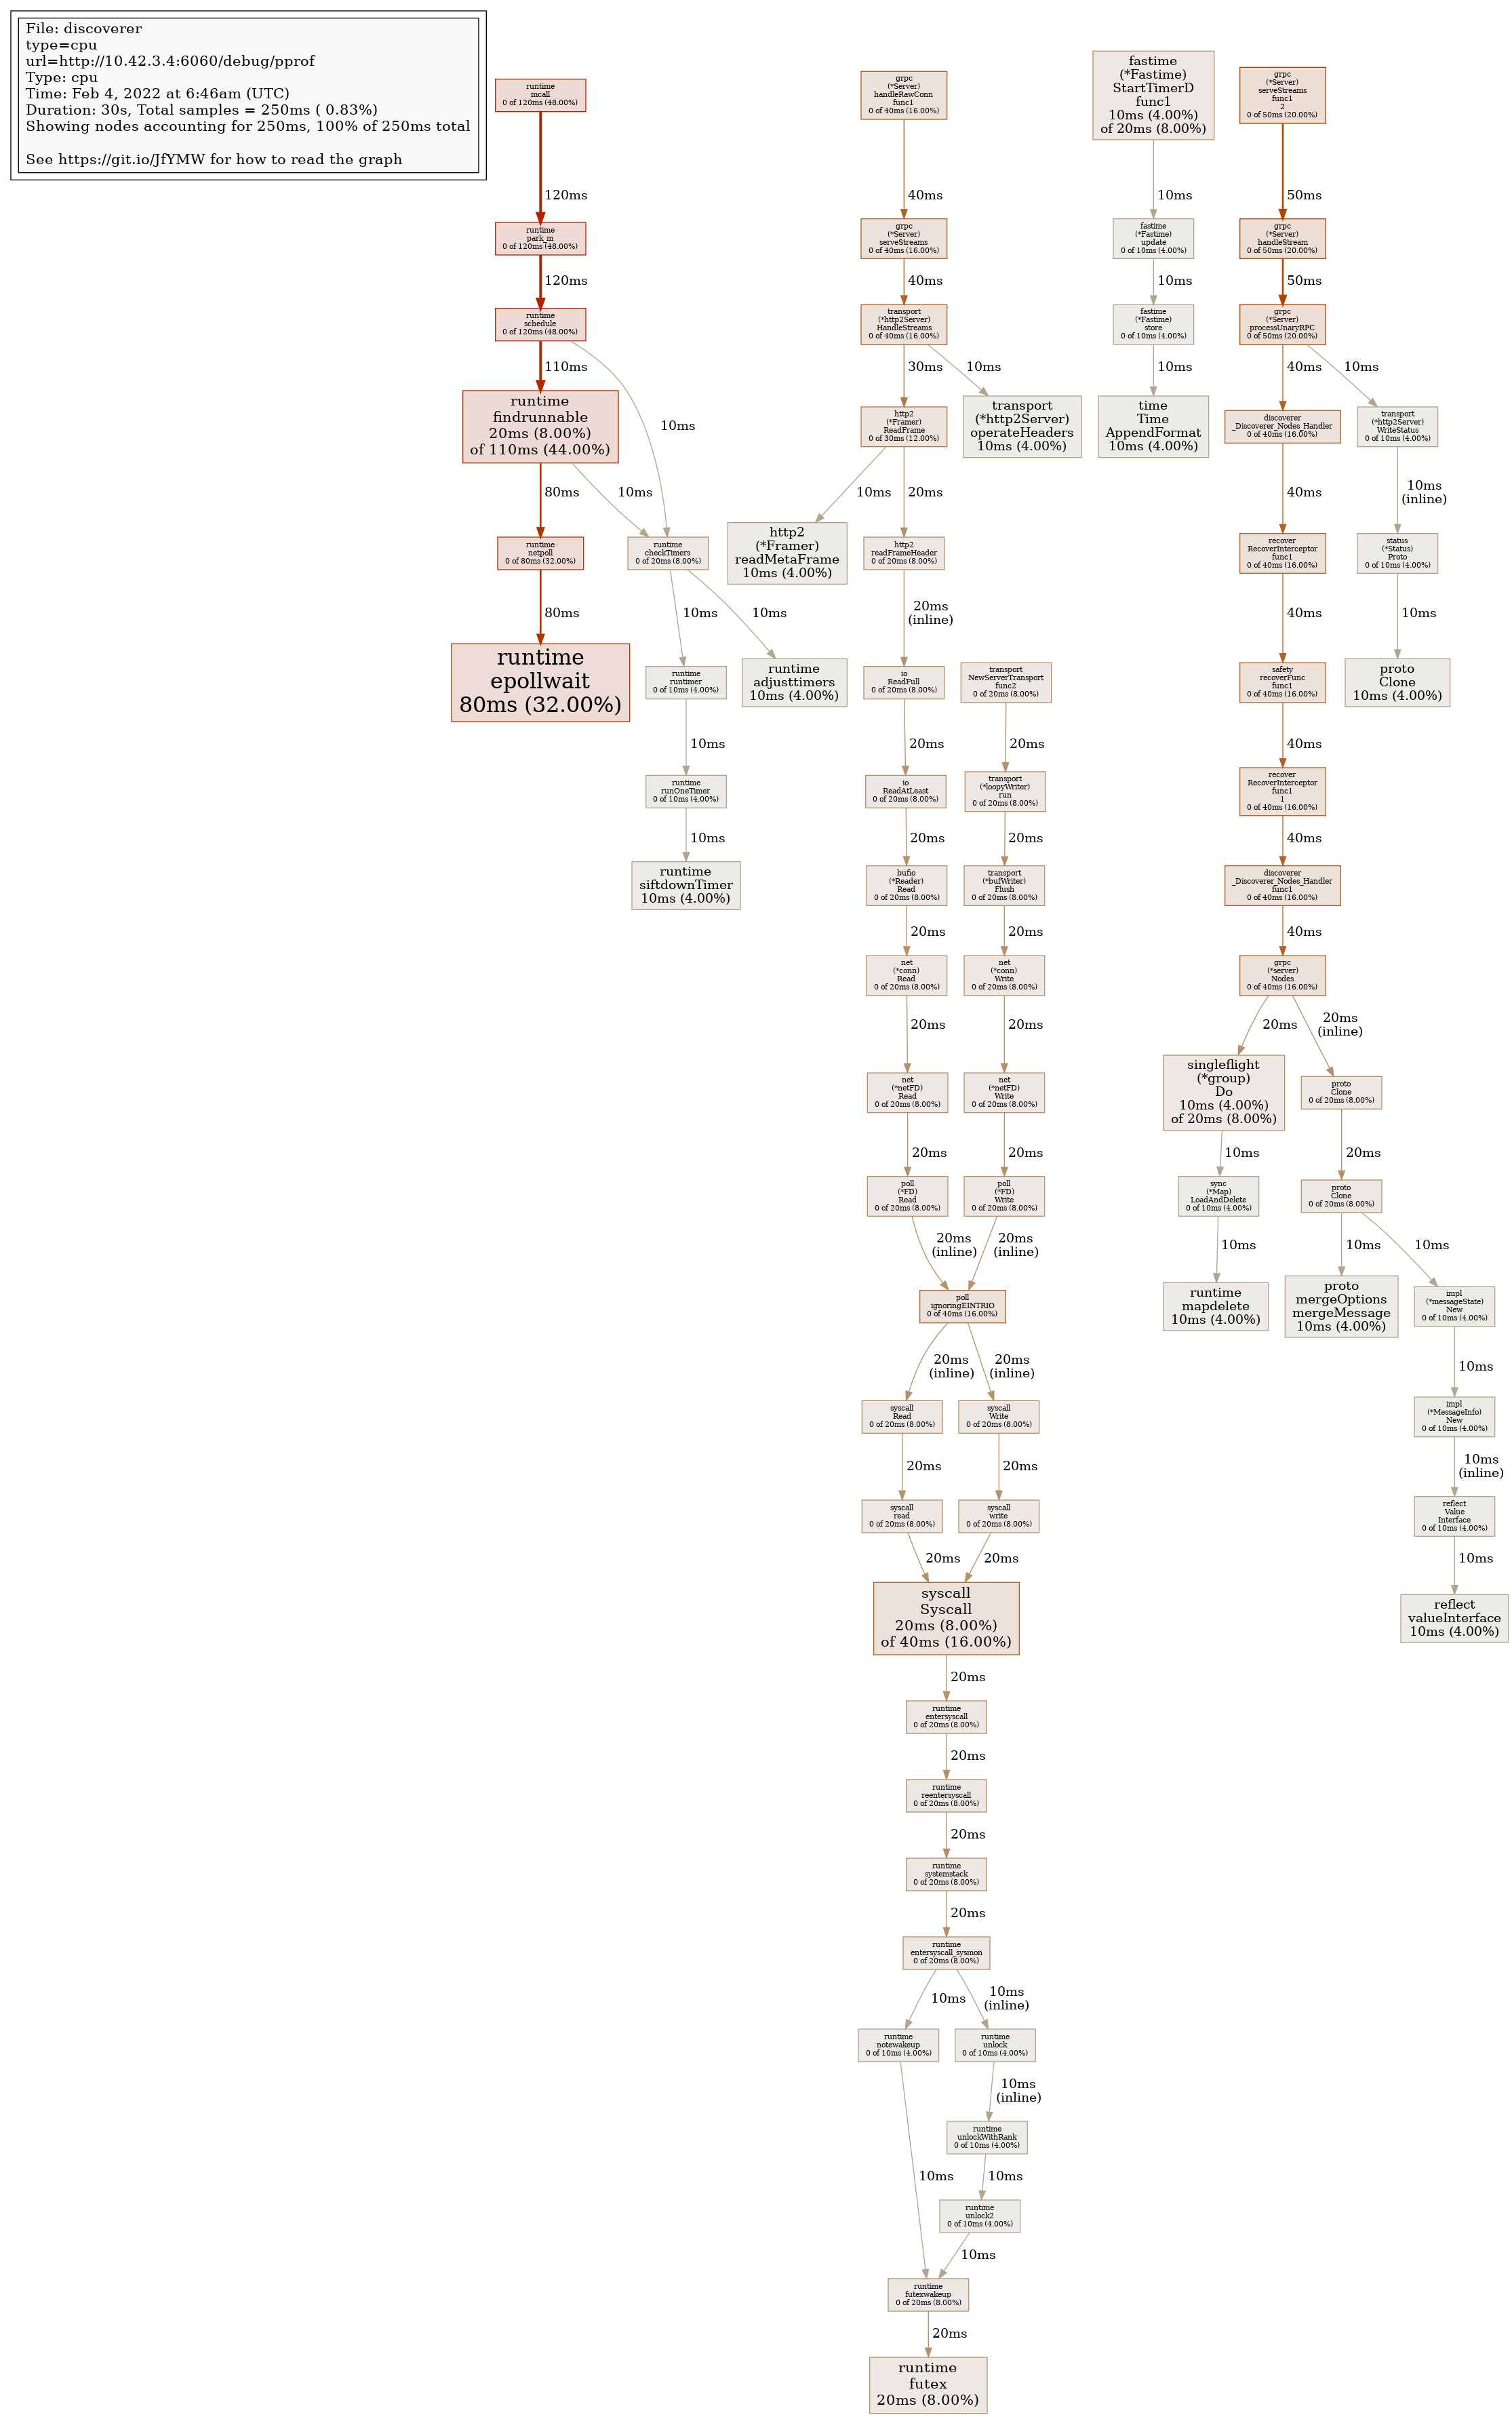 File: discoverer
type=cpu
url=http://10.42.3.4:6060/debug/pprof
Type: cpu
Time: Feb 4, 2022 at 6:46am (UTC)
Duration: 30s, Total samples = 250ms ( 0.83%)
Showing nodes accounting for 250ms, 100% of 250ms total
See https://git.io/JfYMW for how to read the graph
runtime
mcall
0 of 120ms (48.00%)
120ms
runtime
park_m
0 of 120ms (48.00%)
120ms
runtime
schedule
0 of 120ms (48.00%)
110ms
10ms
runtime
findrunnable
20ms (8.00%)
of 110ms (44.00%)
80ms
10ms
runtime
netpoll
0 of 80ms (32.00%)
80ms
runtime
epollwait
80ms (32.00%)
runtime
checkTimers
0 of 20ms (8.00%)
10ms
10ms
runtime
runtimer
0 of 10ms (4.00%)
runtime
adjusttimers
10ms (4.00%)
10ms
runtime
runOneTimer
0 of 10ms (4.00%)
10ms
runtime
siftdownTimer
10ms (4.00%)
grpc
(*Server)
handleRawConn
func1
0 of 40ms (16.00%)
40ms
grpc
(*Server)
serveStreams
0 of 40ms (16.00%)
40ms
transport
(*http2Server)
HandleStreams
0 of 40ms (16.00%)
30ms
10ms
http2
(*Framer)
ReadFrame
0 of 30ms (12.00%)
transport
(*http2Server)
operateHeaders
10ms (4.00%)
10ms
20ms
http2
(*Framer)
readMetaFrame
10ms (4.00%)
http2
readFrameHeader
0 of 20ms (8.00%)
20ms
(inline)
io
ReadFull
0 of 20ms (8.00%)
20ms
io
ReadAtLeast
0 of 20ms (8.00%)
20ms
bufio
(*Reader)
Read
0 of 20ms (8.00%)
20ms
net
(*conn)
Read
0 of 20ms (8.00%)
20ms
net
(*netFD)
Read
0 of 20ms (8.00%)
20ms
poll
(*FD)
Read
0 of 20ms (8.00%)
20ms
(inline)
transport
NewServerTransport
func2
0 of 20ms (8.00%)
20ms
transport
(*loopyWriter)
run
0 of 20ms (8.00%)
20ms
transport
(*bufWriter)
Flush
0 of 20ms (8.00%)
20ms
net
(*conn)
Write
0 of 20ms (8.00%)
20ms
net
(*netFD)
Write
0 of 20ms (8.00%)
20ms
poll
(*FD)
Write
0 of 20ms (8.00%)
20ms
(inline)
poll
ignoringEINTRIO
0 of 40ms (16.00%)
20ms
(inline)
20ms
(inline)
syscall
Read
0 of 20ms (8.00%)
syscall
Write
0 of 20ms (8.00%)
20ms
20ms
syscall
read
0 of 20ms (8.00%)
syscall
write
0 of 20ms (8.00%)
20ms
20ms
syscall
Syscall
20ms (8.00%)
of 40ms (16.00%)
20ms
runtime
entersyscall
0 of 20ms (8.00%)
20ms
runtime
reentersyscall
0 of 20ms (8.00%)
20ms
runtime
systemstack
0 of 20ms (8.00%)
20ms
runtime
entersyscall_sysmon
0 of 20ms (8.00%)
10ms
10ms
(inline)
runtime
notewakeup
0 of 10ms (4.00%)
runtime
unlock
0 of 10ms (4.00%)
10ms
(inline)
runtime
unlockWithRank
0 of 10ms (4.00%)
10ms
10ms
runtime
unlock2
0 of 10ms (4.00%)
10ms
runtime
futexwakeup
0 of 20ms (8.00%)
20ms
runtime
futex
20ms (8.00%)
fastime
(*Fastime)
StartTimerD
func1
10ms (4.00%)
of 20ms (8.00%)
10ms
fastime
(*Fastime)
update
0 of 10ms (4.00%)
10ms
fastime
(*Fastime)
store
0 of 10ms (4.00%)
10ms
time
Time
AppendFormat
10ms (4.00%)
grpc
(*Server)
serveStreams
func1
2
0 of 50ms (20.00%)
50ms
grpc
(*Server)
handleStream
0 of 50ms (20.00%)
50ms
grpc
(*Server)
processUnaryRPC
0 of 50ms (20.00%)
40ms
10ms
discoverer
_Discoverer_Nodes_Handler
0 of 40ms (16.00%)
transport
(*http2Server)
WriteStatus
0 of 10ms (4.00%)
40ms
10ms
(inline)
recover
RecoverInterceptor
func1
0 of 40ms (16.00%)
status
(*Status)
Proto
0 of 10ms (4.00%)
40ms
10ms
safety
recoverFunc
func1
0 of 40ms (16.00%)
proto
Clone
10ms (4.00%)
40ms
recover
RecoverInterceptor
func1
1
0 of 40ms (16.00%)
40ms
discoverer
_Discoverer_Nodes_Handler
func1
0 of 40ms (16.00%)
40ms
grpc
(*server)
Nodes
0 of 40ms (16.00%)
20ms
20ms
(inline)
singleflight
(*group)
Do
10ms (4.00%)
of 20ms (8.00%)
proto
Clone
0 of 20ms (8.00%)
10ms
20ms
sync
(*Map)
LoadAndDelete
0 of 10ms (4.00%)
proto
Clone
0 of 20ms (8.00%)
10ms
10ms
10ms
runtime
mapdelete
10ms (4.00%)
proto
mergeOptions
mergeMessage
10ms (4.00%)
impl
(*messageState)
New
0 of 10ms (4.00%)
10ms
impl
(*MessageInfo)
New
0 of 10ms (4.00%)
10ms
(inline)
reflect
Value
Interface
0 of 10ms (4.00%)
10ms
reflect
valueInterface
10ms (4.00%)